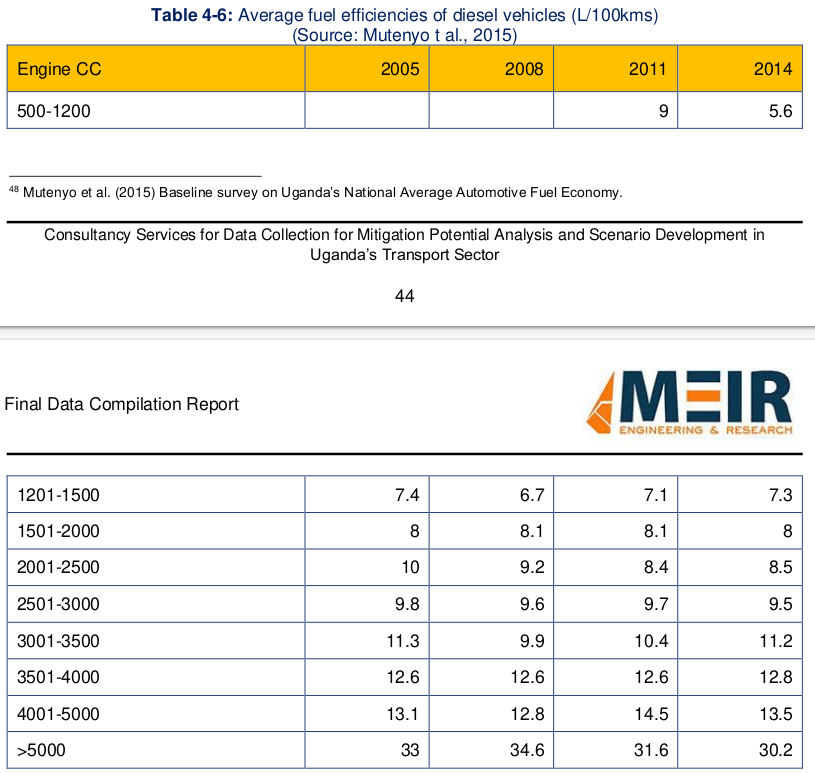 Table 4-6: Average fuel efficiencies of diesel vehicles (L/100kms)
(Source: Mutenyo t al., 2015)
Engine CC 2005 2008 2011 2014
500-1200 9 5.6
48 Mutenyo et al. (2015) Baseline survey on Uganda's National Average Automotive Fuel Economy.
Consultancy Services for Data Collection for Mitigation Potential Analysis and Scenario Development in
Uganda's Transport Sector
44
Final Data Compilation Report
MEIR
ENGINEERING & RESEARCH
1201-1500 7.4 6.7 7.1 7.3
1501-2000 8 8.1 8.1 8
2001-2500 10 9.2 8.4 8.5
2501-3000 9.8 9.6 9.7 9.5
3001-3500 11.3 9.9 10.4 11.2
3501-4000 12.6 12.6 12.6 12.8
4001-5000 13.1 12.8 14.5 13.5
>5000 33 34.6 31.6 30.2